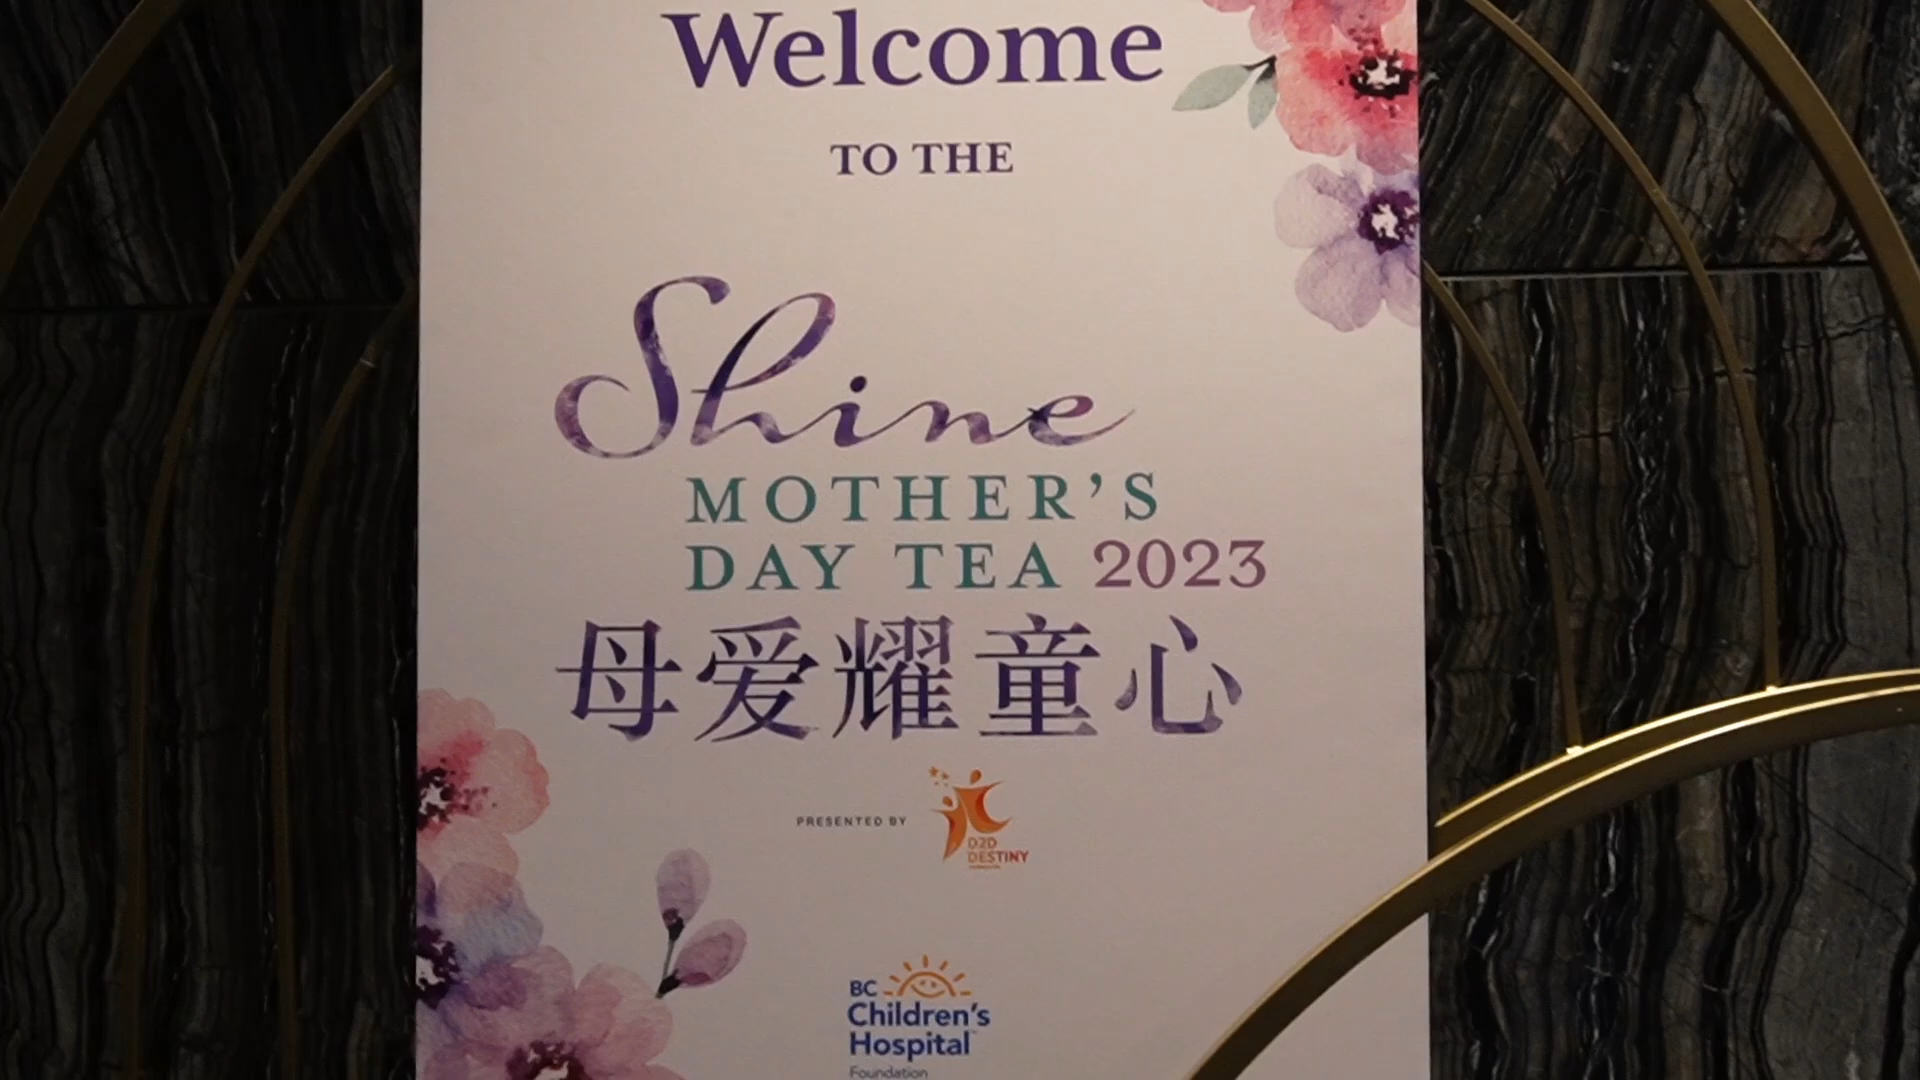 Welcome
TO THE
Shine
MOTHER'S
DAY TEA 2023
母爱耀童心
PRESENTED BY
D2D
DESTINY
BC
Children's
Hospital
Foundation